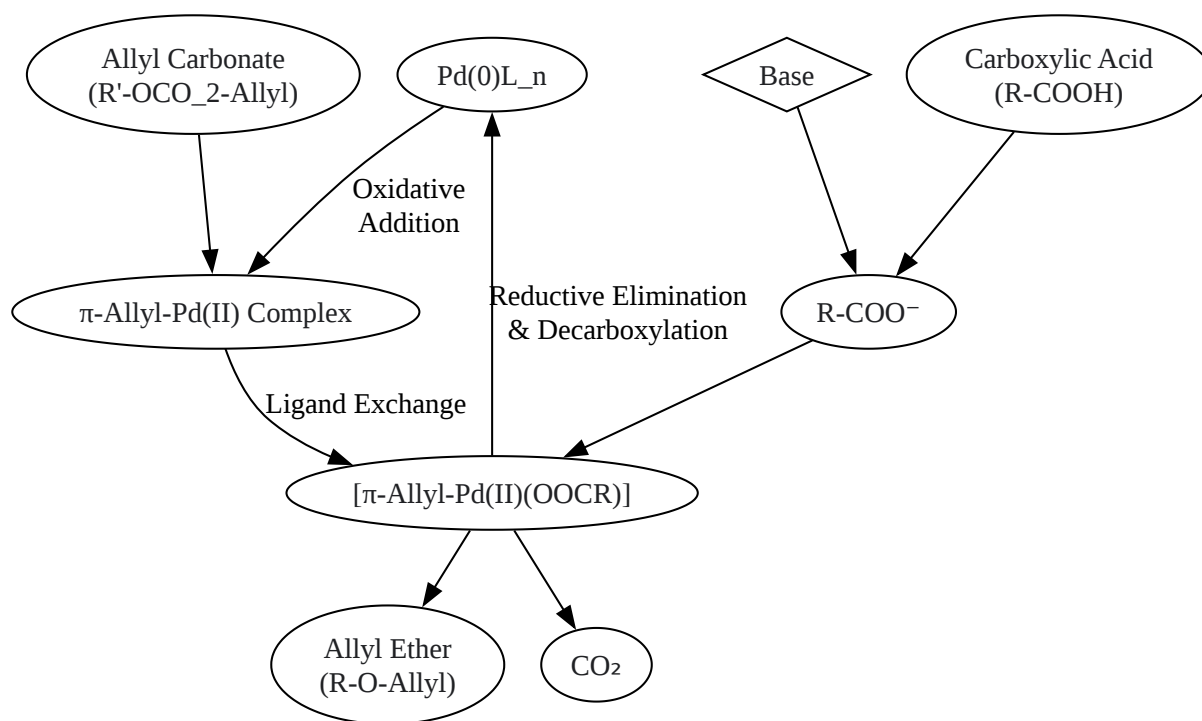 Allyl Carbonate
(R'-OCO_2-Allyl)
Pd(0)L_n
Base
Carboxylic Acid
(R-COOH)
Oxidative
Addition
π-Allyl-Pd(II) Complex
Reductive Elimination
& Decarboxylation
R-COO⁻
Ligand Exchange
[π-Allyl-Pd(II)(OOCR)]
Allyl Ether
(R-O-Allyl)
CO₂